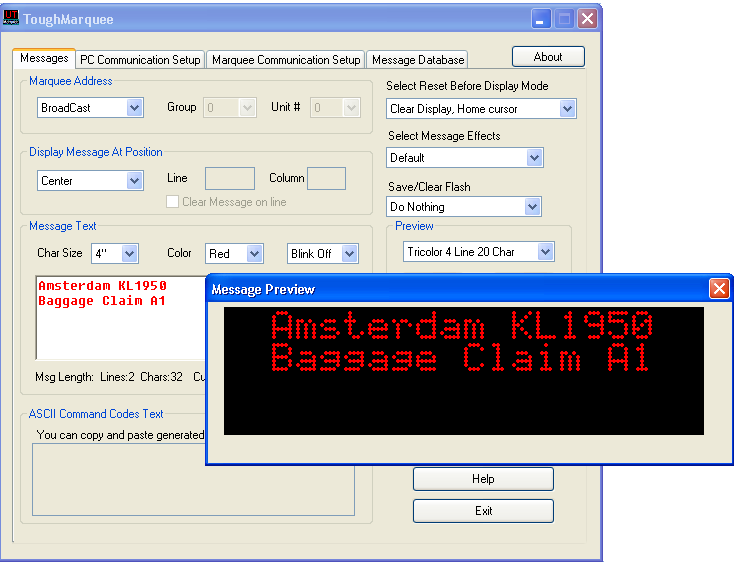 ToughMarquee
Messages
PC Communication Setup
Marquee Communication Setup
Message Database
About
Marquee Address
BroadCast
Group
0
Unit #
0
Select Reset Before Display Mode
Clear Display, Home cursor
Select Message Effects
Default
Display Message At Position
Center
Line
Column
Clear Message on line
Save/Clear Flash
Do Nothing
Message Text
Char Size
4"
Color
Red
Blink Off
Preview
Tricolor 4 Line 20 Char
Amsterdam KL1950
Baggage Claim A1
Msg Length: Lines:2 Chars:32 Cu
Message Preview
Amsterdam KL1950
Baggage Claim A1
ASCII Command Codes Text
You can copy and paste generated
Help
Exit